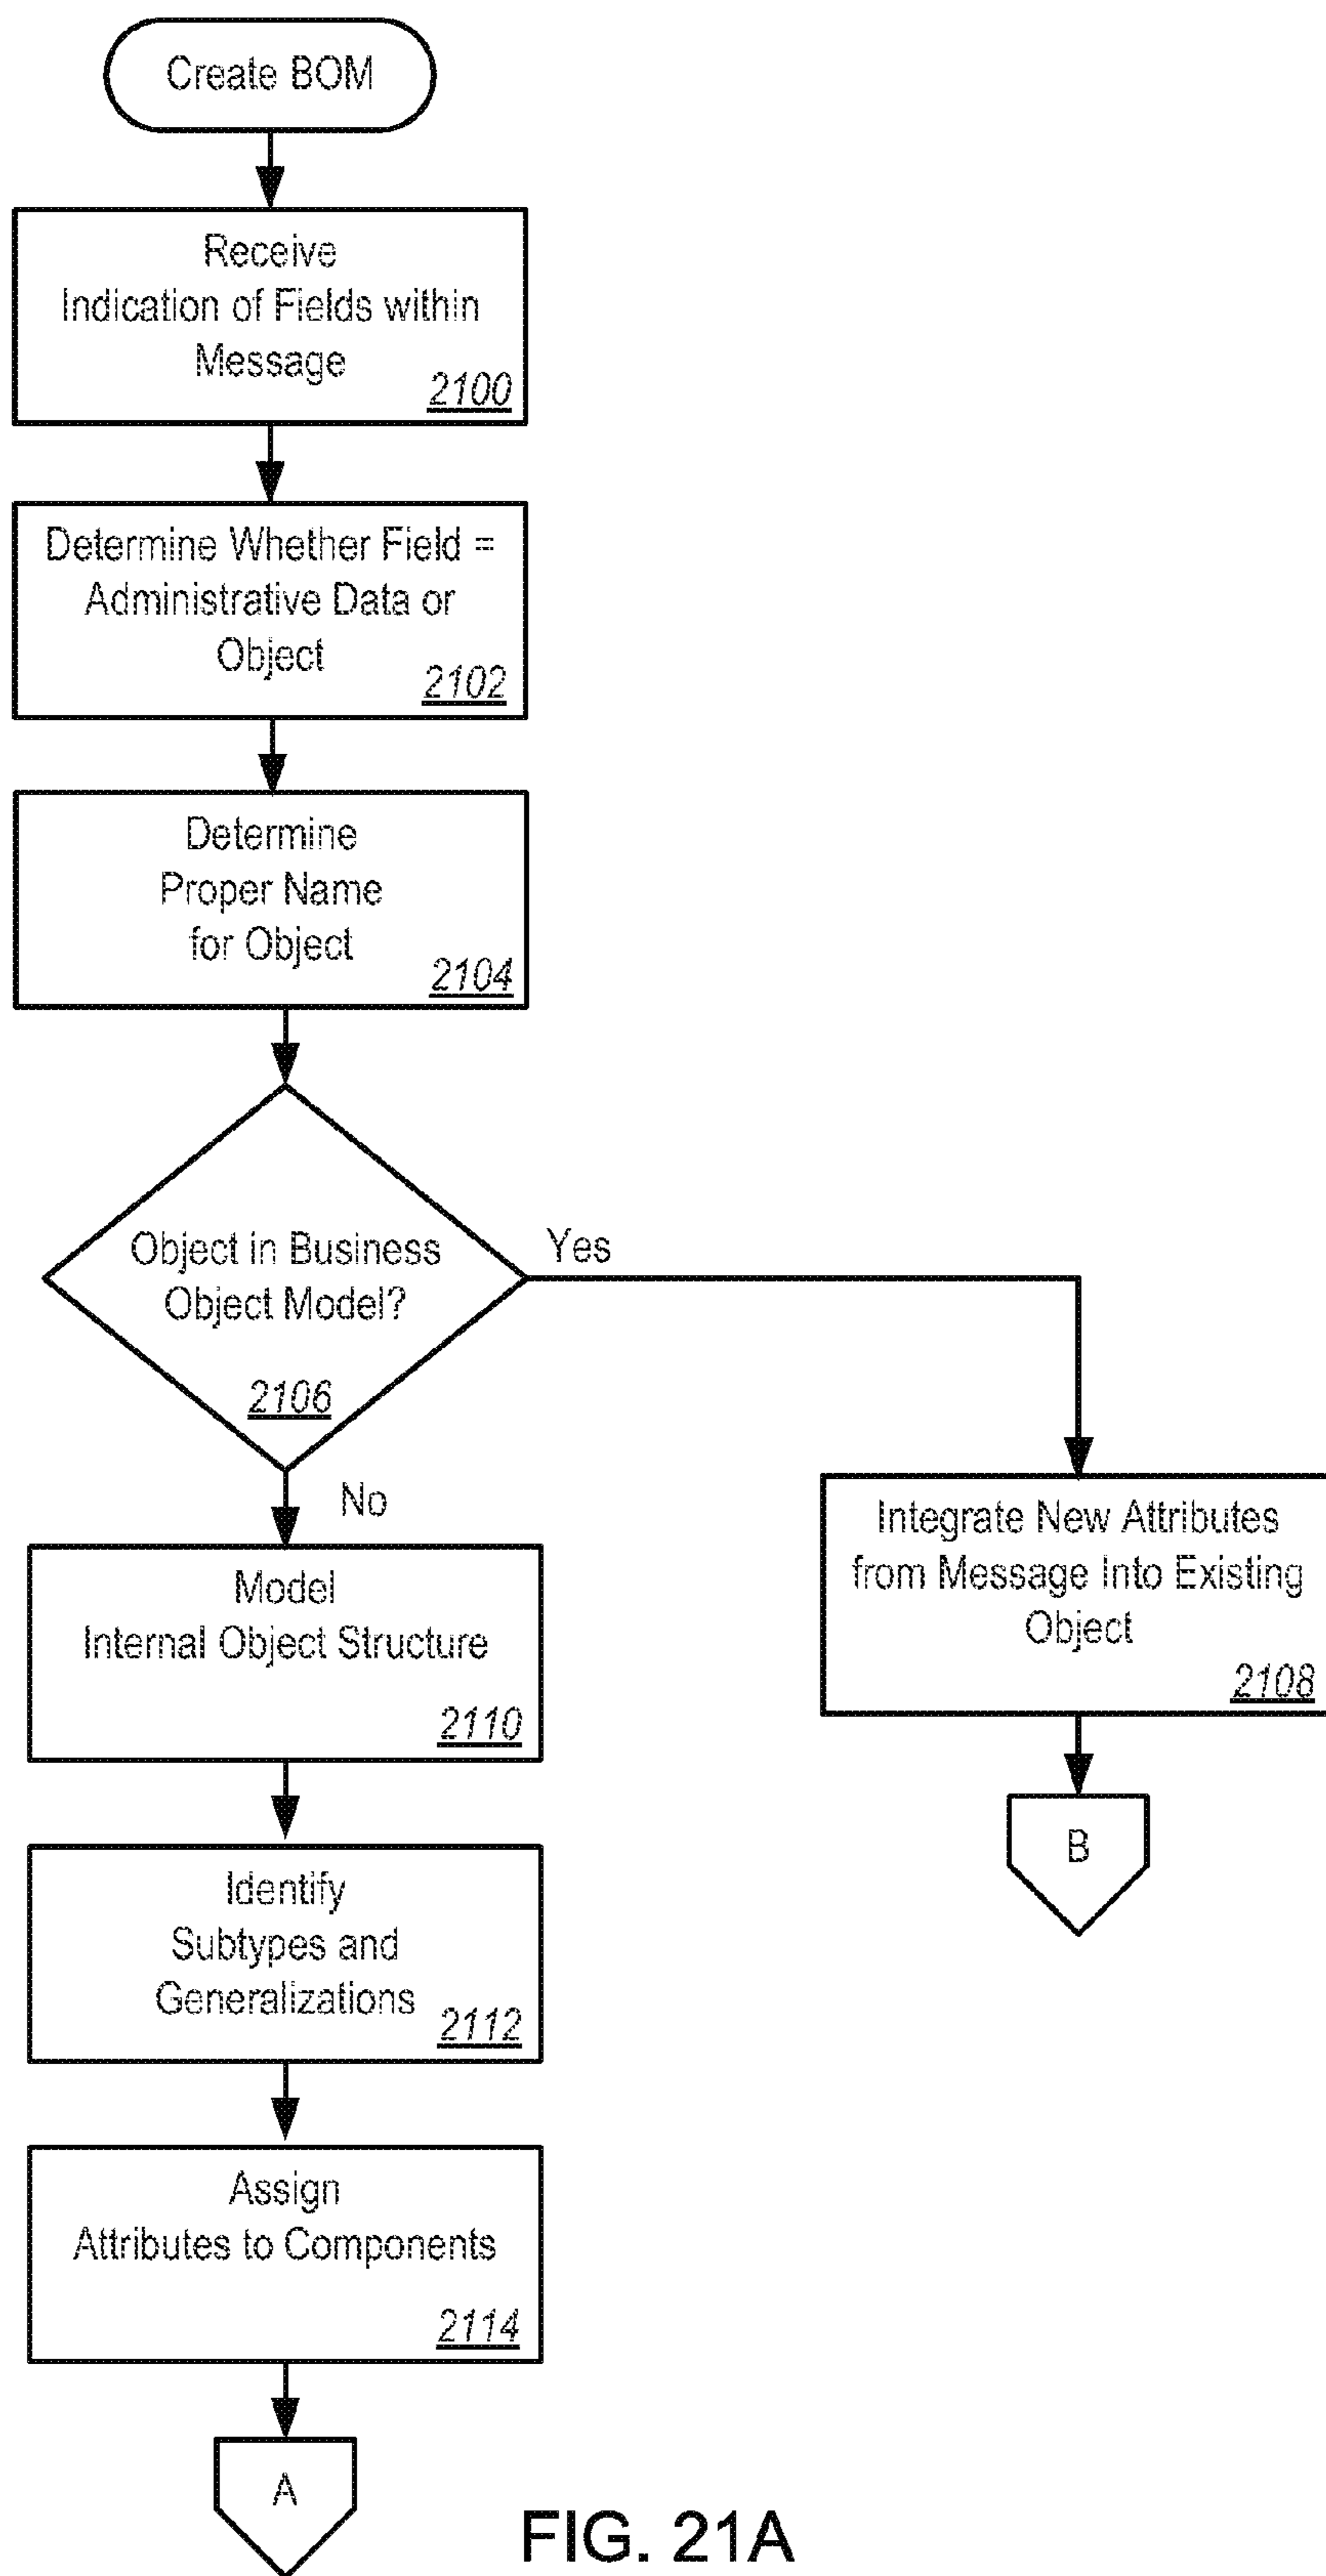 Create BOM
Receive
Indication of Fields within
Message
2100
Determine Whether Field =
Administrative Data or
Object
2102
Determine
Proper Name
for Object
2104
Object in Business
Object Model?
2106
Yes
No
Integrate New Attributes
from Message Into Existing
Object
2108
B
Model
Internal Object Structure
2110
Identify
Subtypes and
Generalizations
2112
Assign
Attributes to Components
2114
A
FIG. 21A